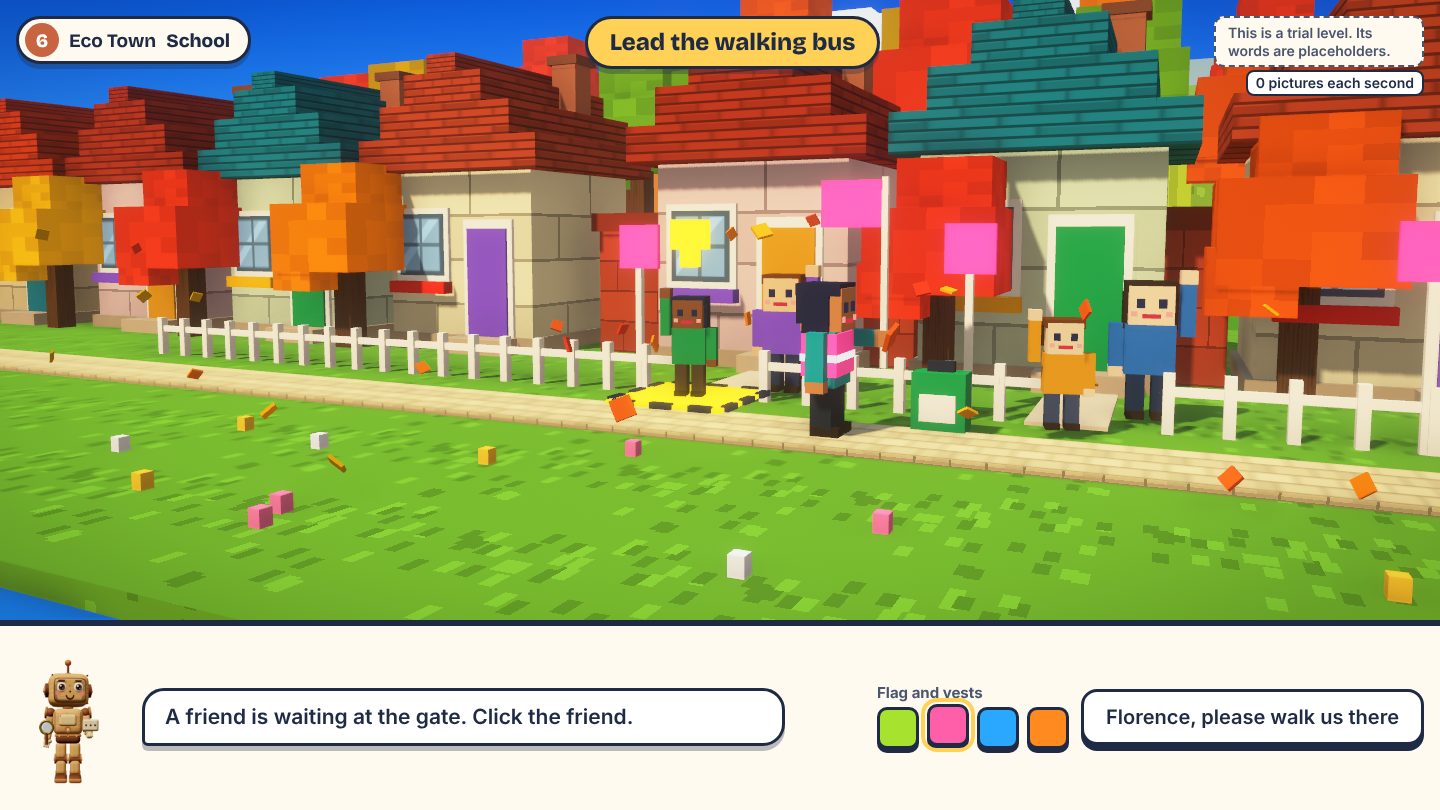 6 Eco Town School
Lead the walking bus
This is a trial level. Its
words are placeholders.
0 pictures each second
A friend is waiting at the gate. Click the friend.
Flag and vests
Florence, please walk us there